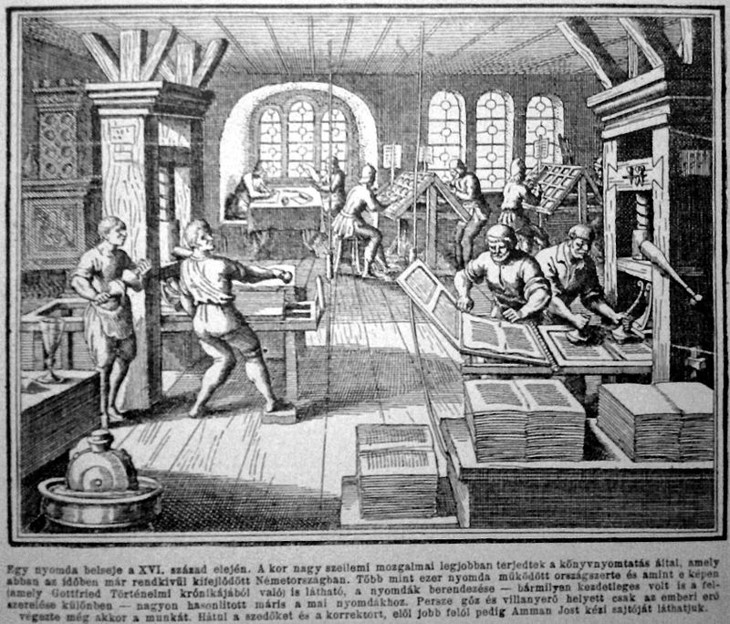 Egy nyomda belseje a XVI. század elején. A kor nagy szellemi mozgalmai legjobban terjedtek a könyvnyomtatás által, amely
abban az időben már rendkivül kifejlődött Németországban. Több mint ezer nyomda működött országszerte és amint e képen
(amely Gottfried Történelmi krónikájából való) is látható, a nyomdák berendezése — bármilyen kezdetleges volt is a fel-
szerelése különben — nagyon hasonlitott máris a mai nyomdákhoz. Persze gőz és villanyerő helyett csak az emberi erő
végezte még akkor a munkát. Hátul a szedőket és a korrektort, elől jobb felől pedig Amman Jost kézi sajtóját láthatjuk.